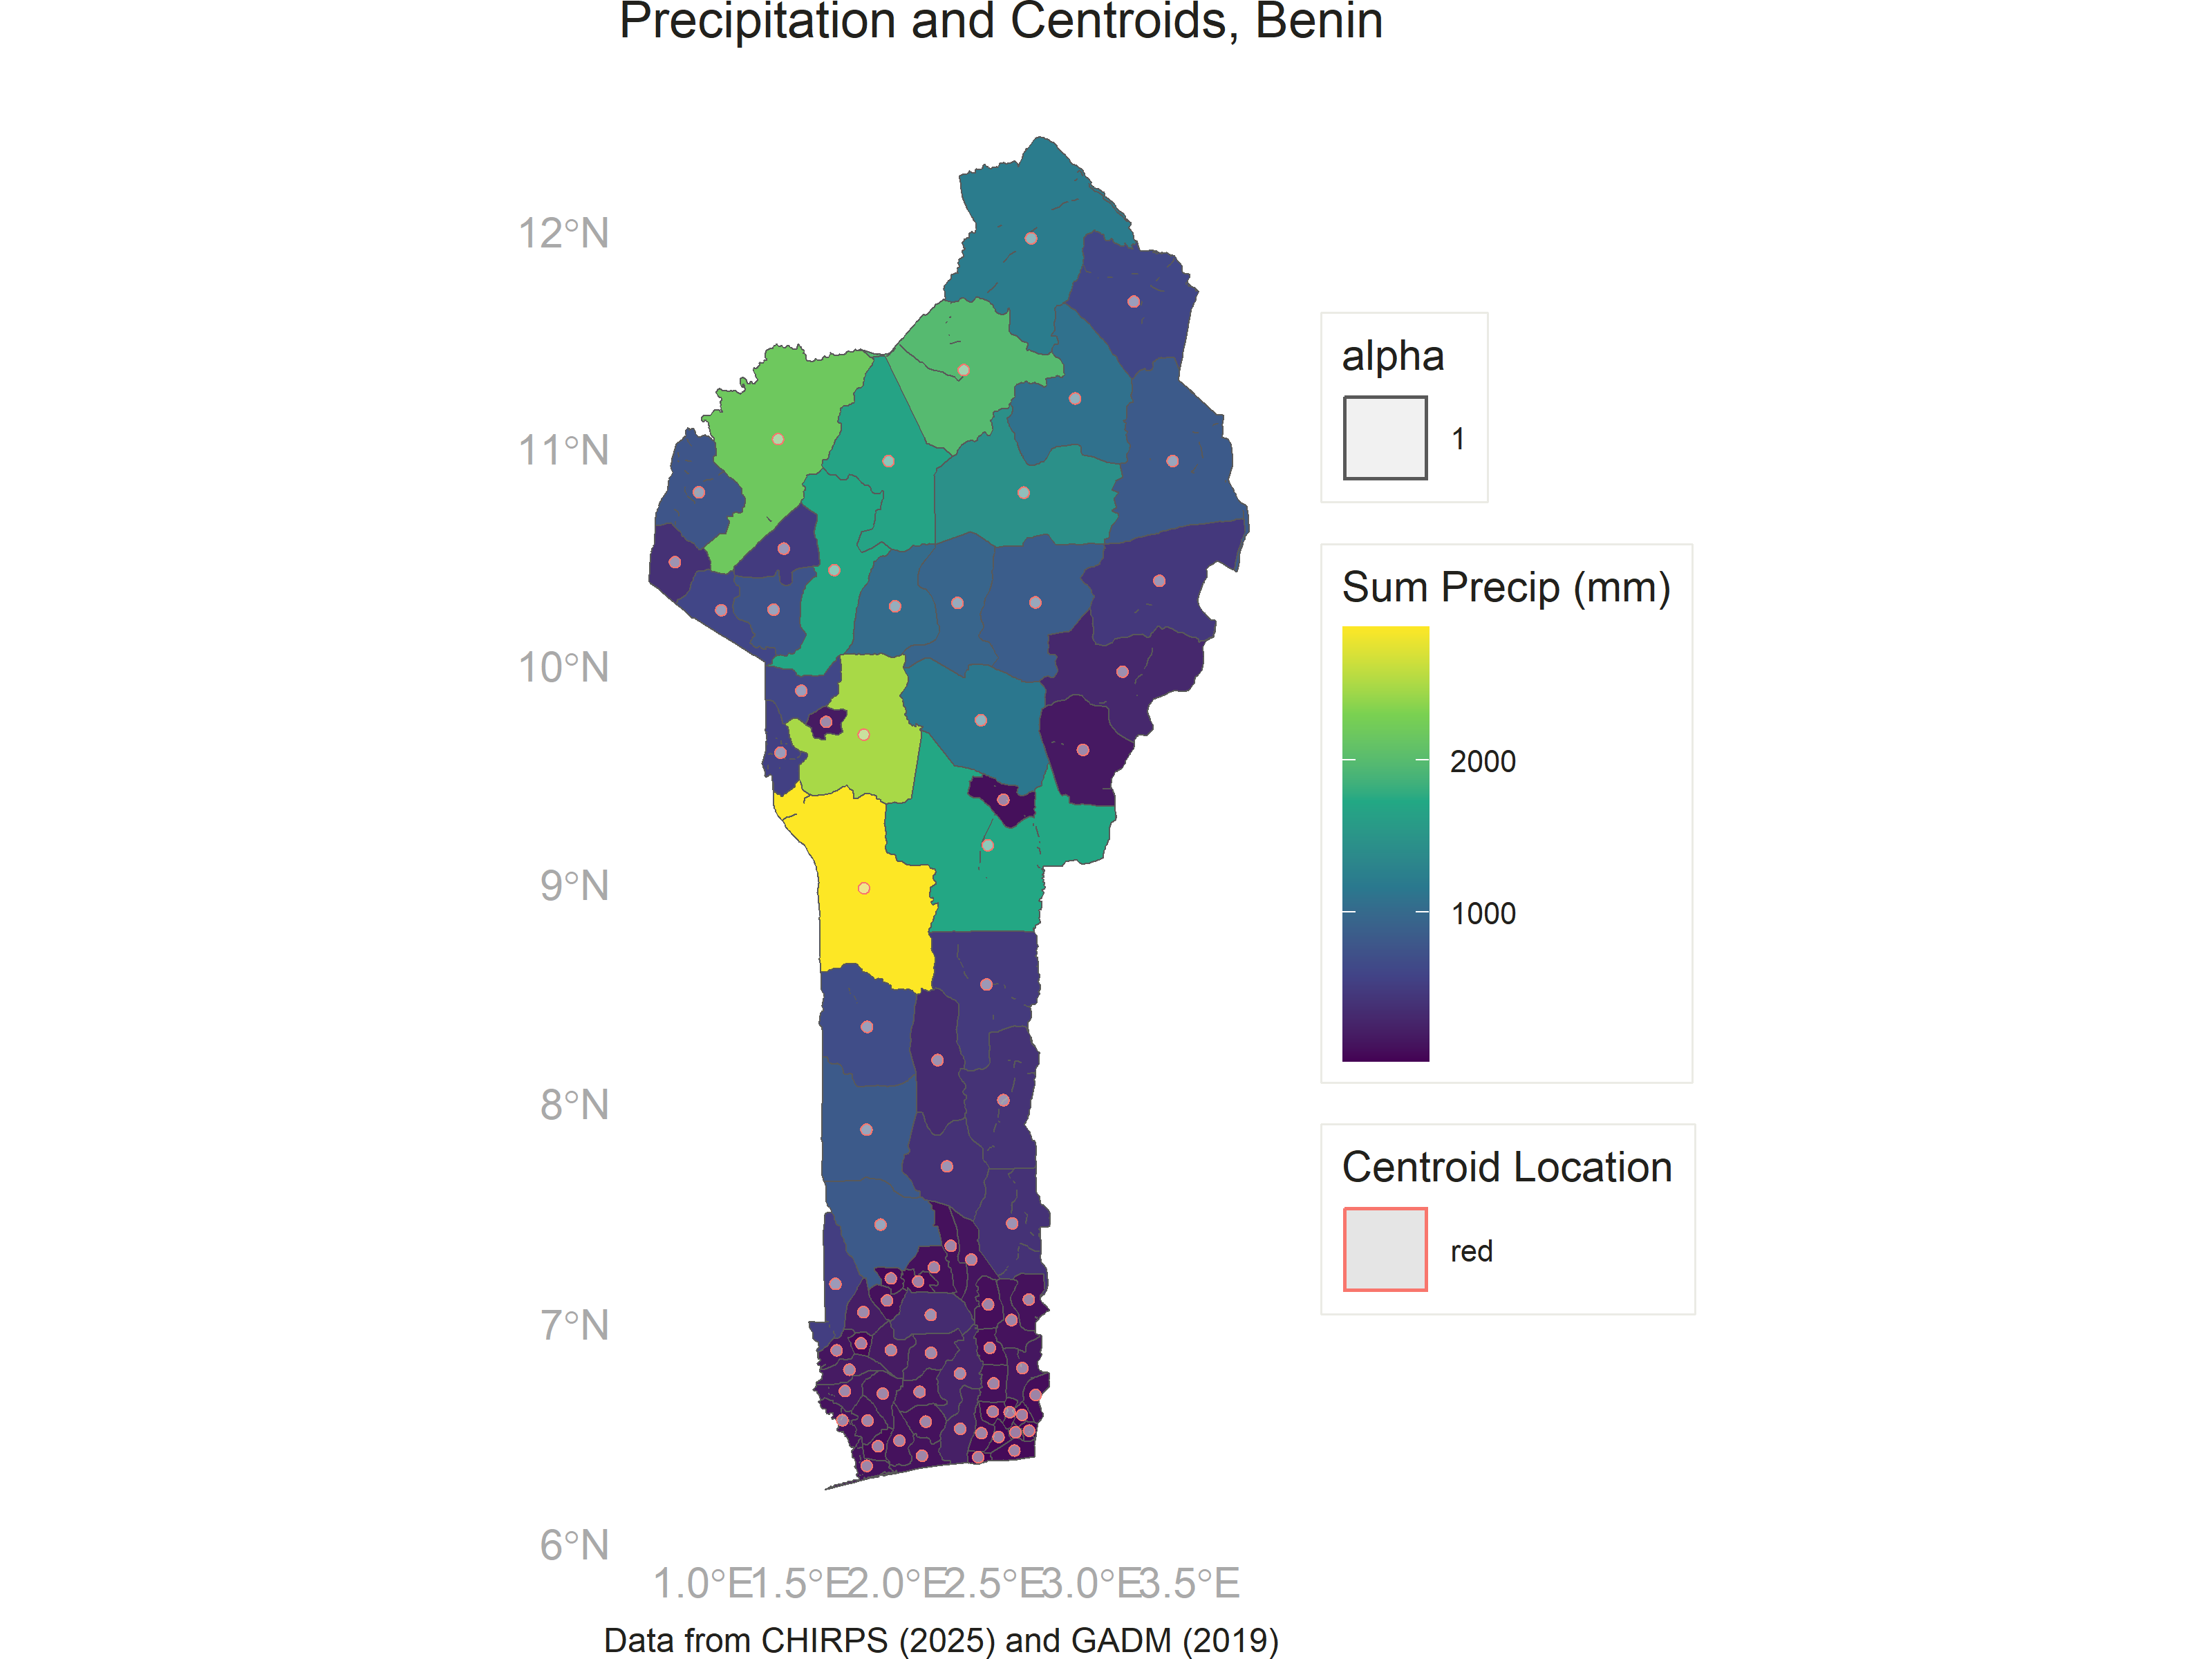 Precipitation and Centroids, Benin
12°N
11°N
10°N
9°N
8°N
7°N
6°N
1.0°E 1.5°E 2.0°E 2.5°E 3.0°E 3.5°E
alpha
1
Sum Precip (mm)
2000
1000
Centroid Location
red
Data from CHIRPS (2025) and GADM (2019)